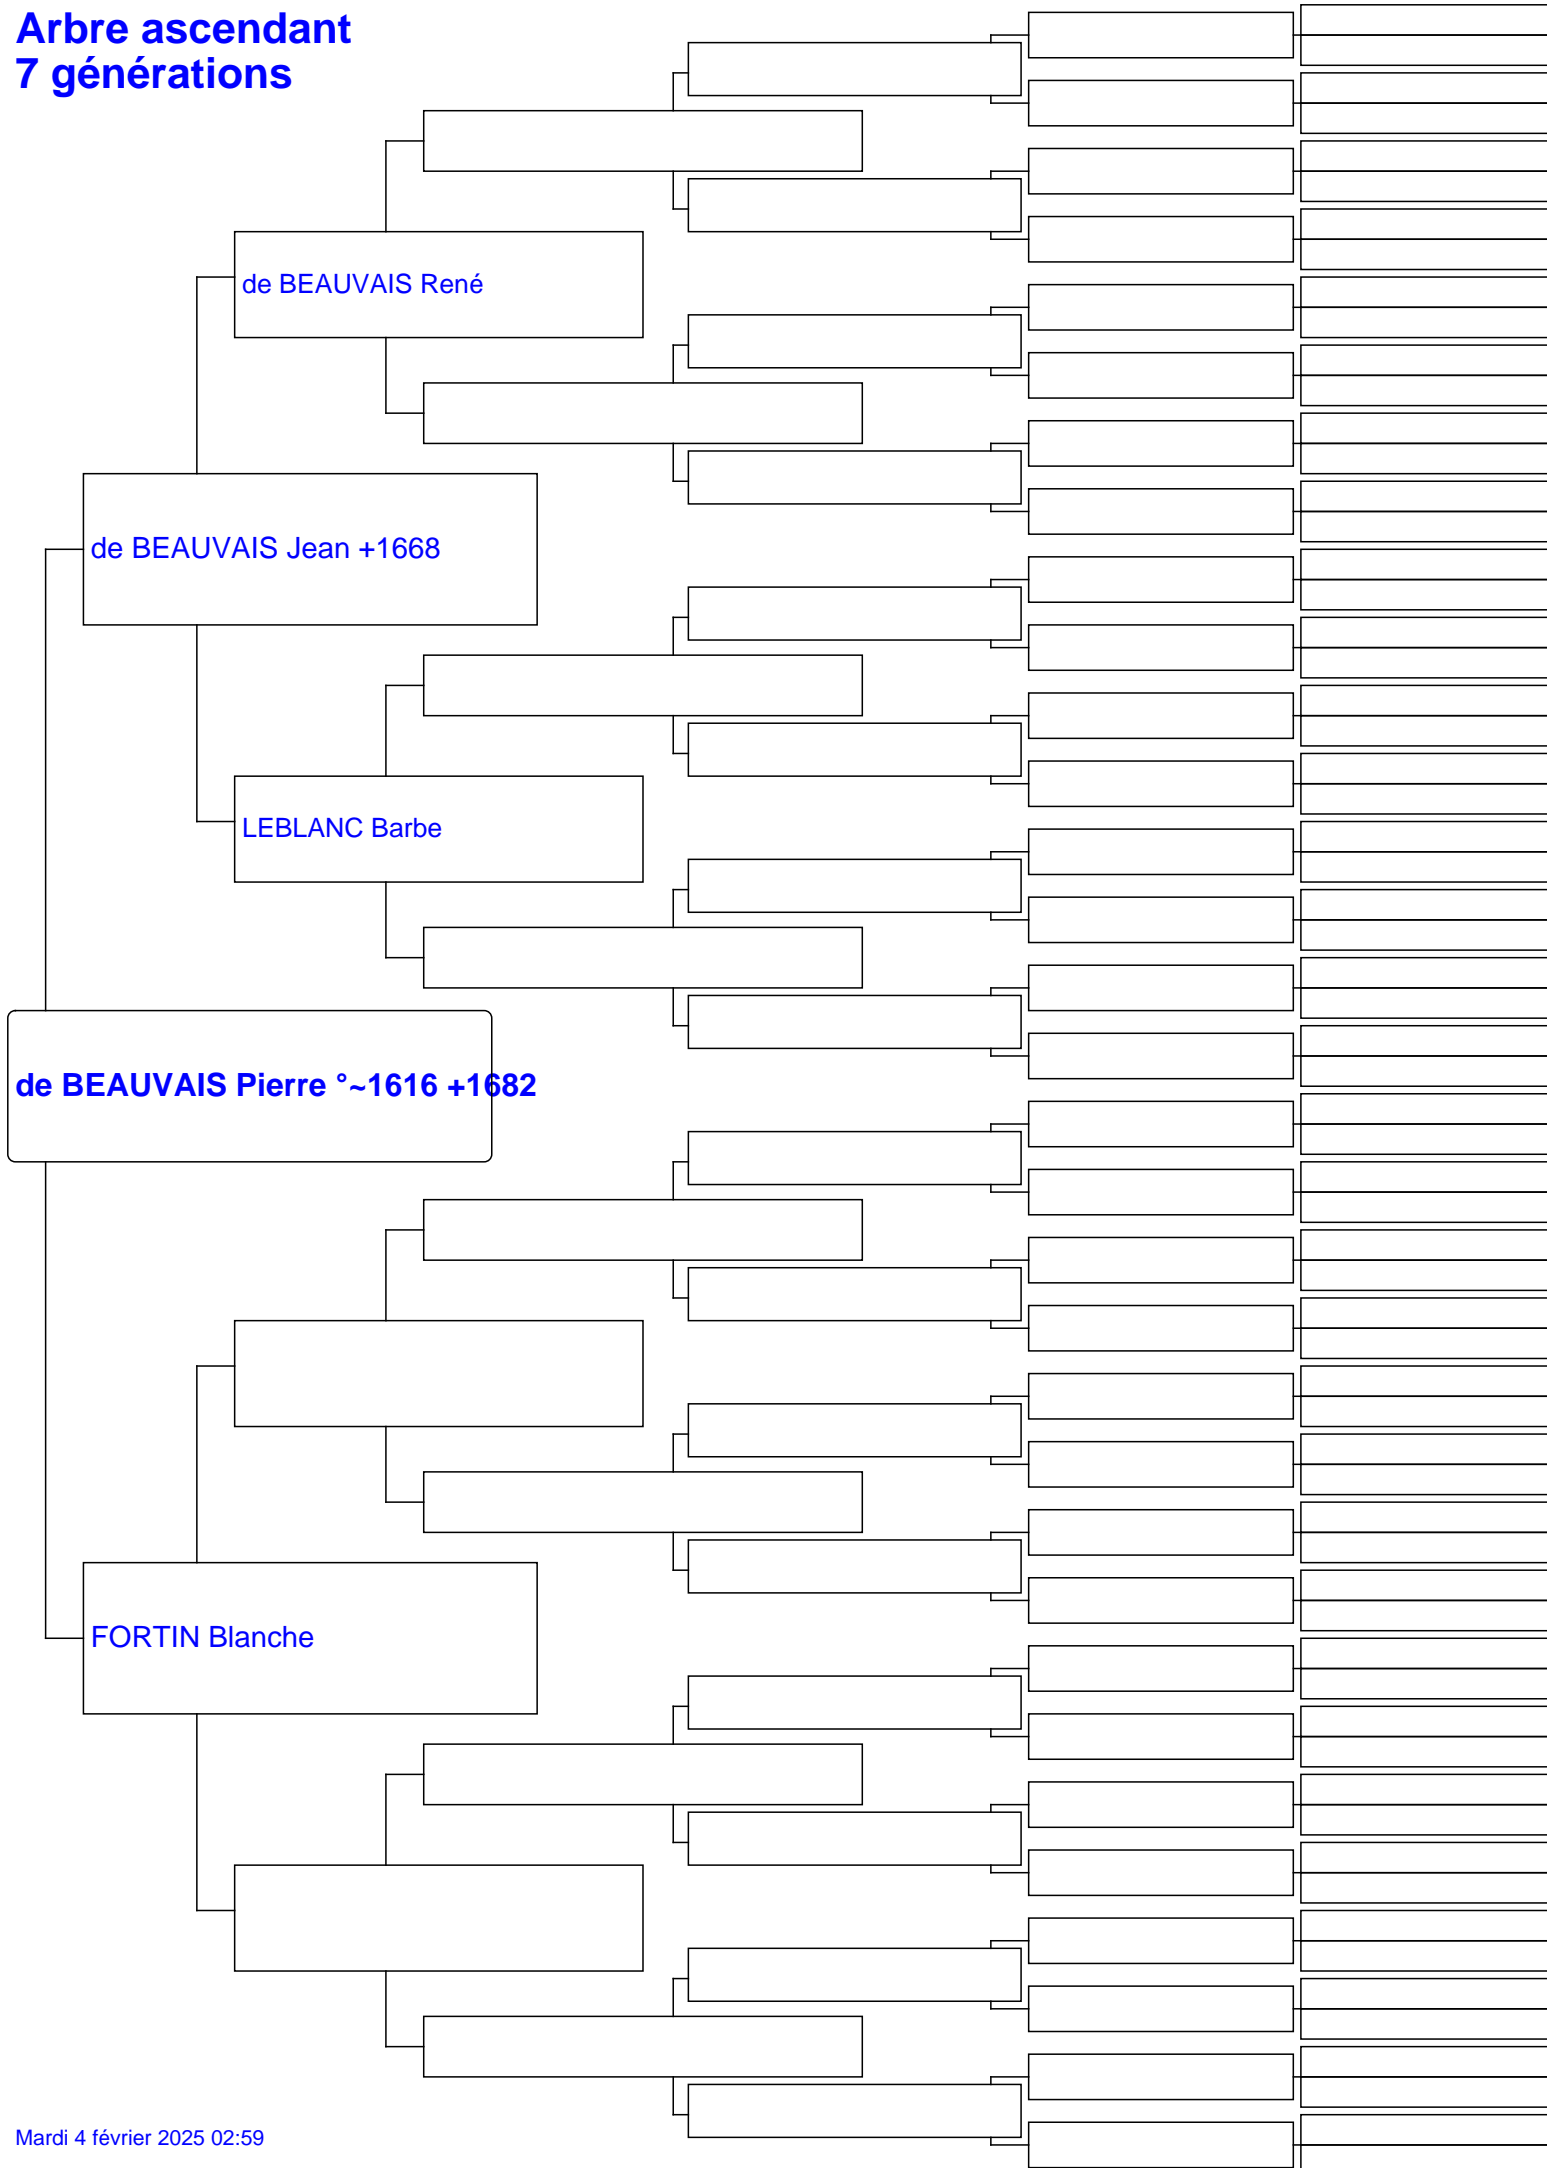 Arbre ascendant
7 générations
de BEAUVAIS René
de BEAUVAIS Jean +1668
LEBLANC Barbe
de BEAUVAIS Pierre °~1616 +1682
FORTIN Blanche
Mardi 4 février 2025 02:59